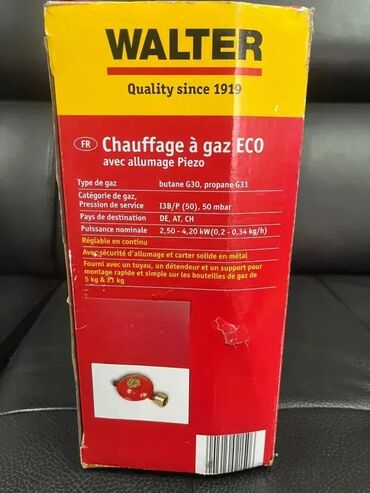 WALTER
Quality since 1919
FR Chauffage à gaz ECO
avec allumage Piezo
Type de gaz butane G30, propane G31
Catégorie de gaz,
Pression de service I3B/P (50), 50 mbar
Pays de destination DE, AT, CH
Puissance nominale 2,50 - 4,20 kW(0,2 - 0,34 kg/h)
Réglable en continu
Avec sécurité d'allumage et carter solide en métal
Fourni avec un tuyau, un détendeur et un support pour
montage rapide et simple sur les bouteilles de gaz de
5 kg & 11 kg